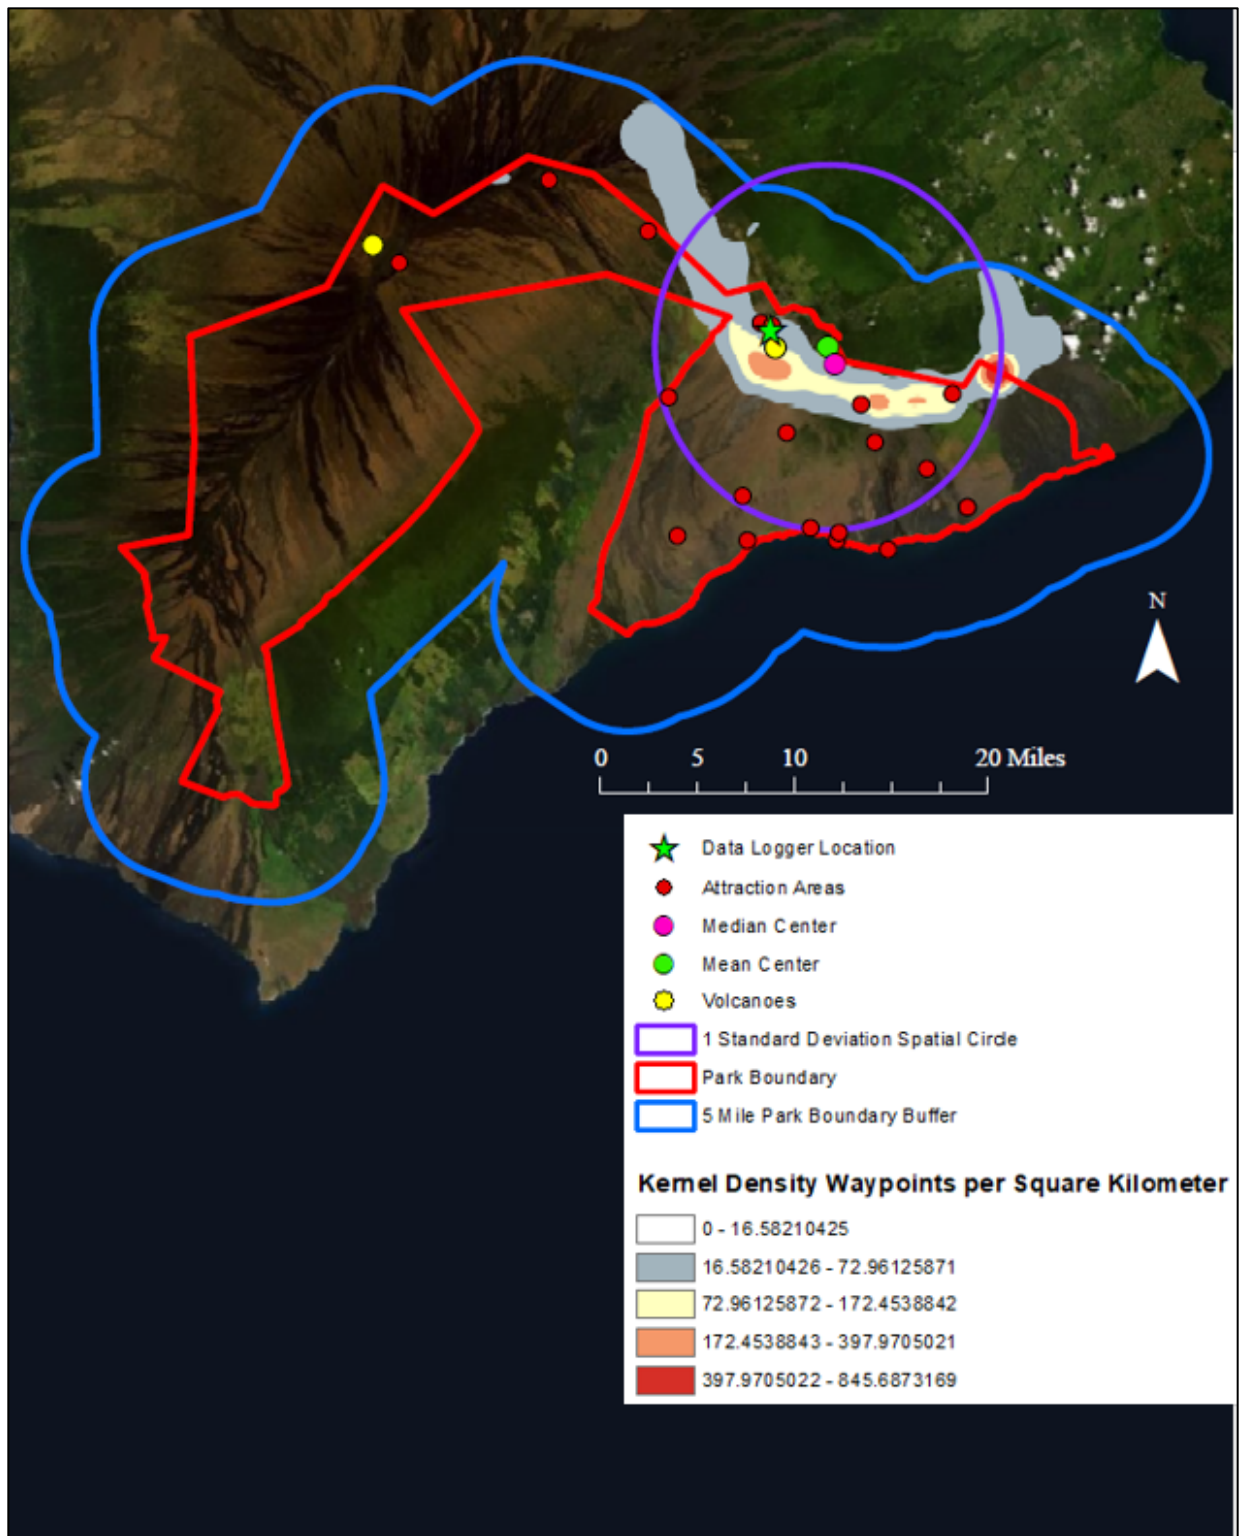 N
0 5 10 20 Miles
Data Logger Location
Attraction Areas
Median Center
Mean Center
Volcanoes
1 Standard Deviation Spatial Circle
Park Boundary
5 Mile Park Boundary Buffer
Kernel Density Waypoints per Square Kilometer
0 - 16.58210425
16.58210426 - 72.96125871
72.96125872 - 172.4538842
172.4538843 - 397.9705021
397.9705022 - 845.6873169